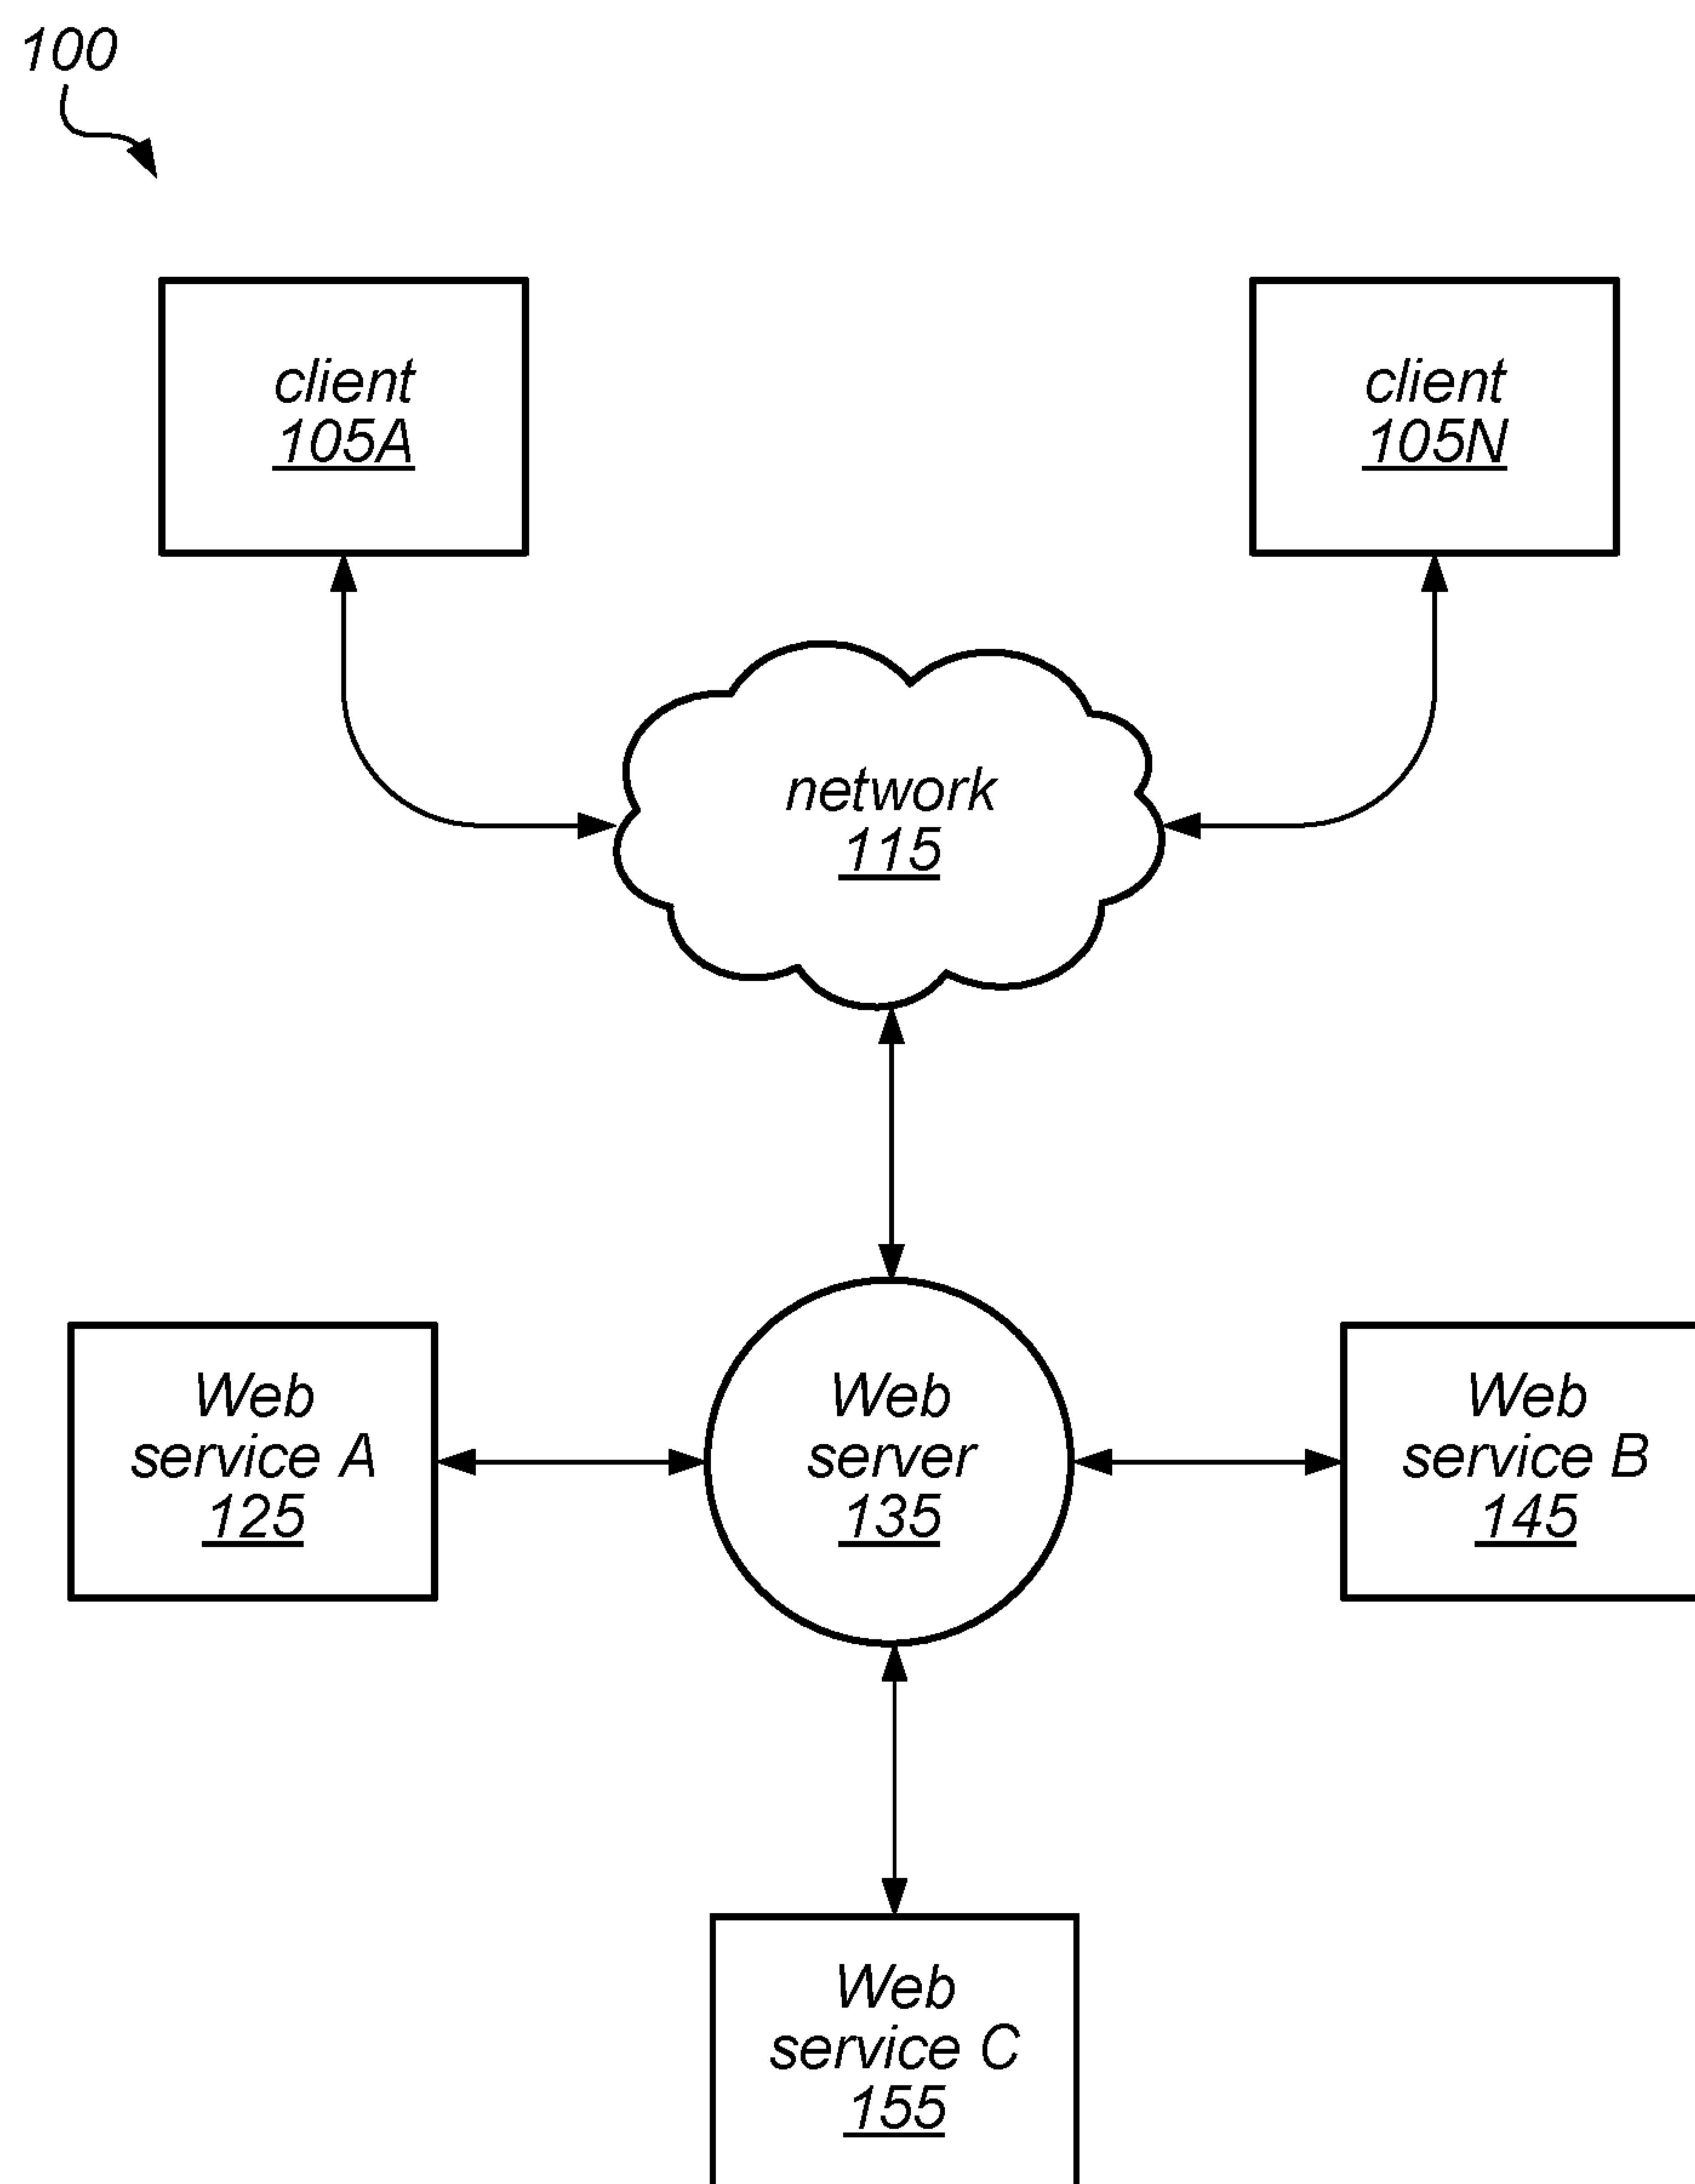 100
client
105A
client
105N
network
115
Web
service A
125
Web
server
135
Web
service B
145
Web
service C
155